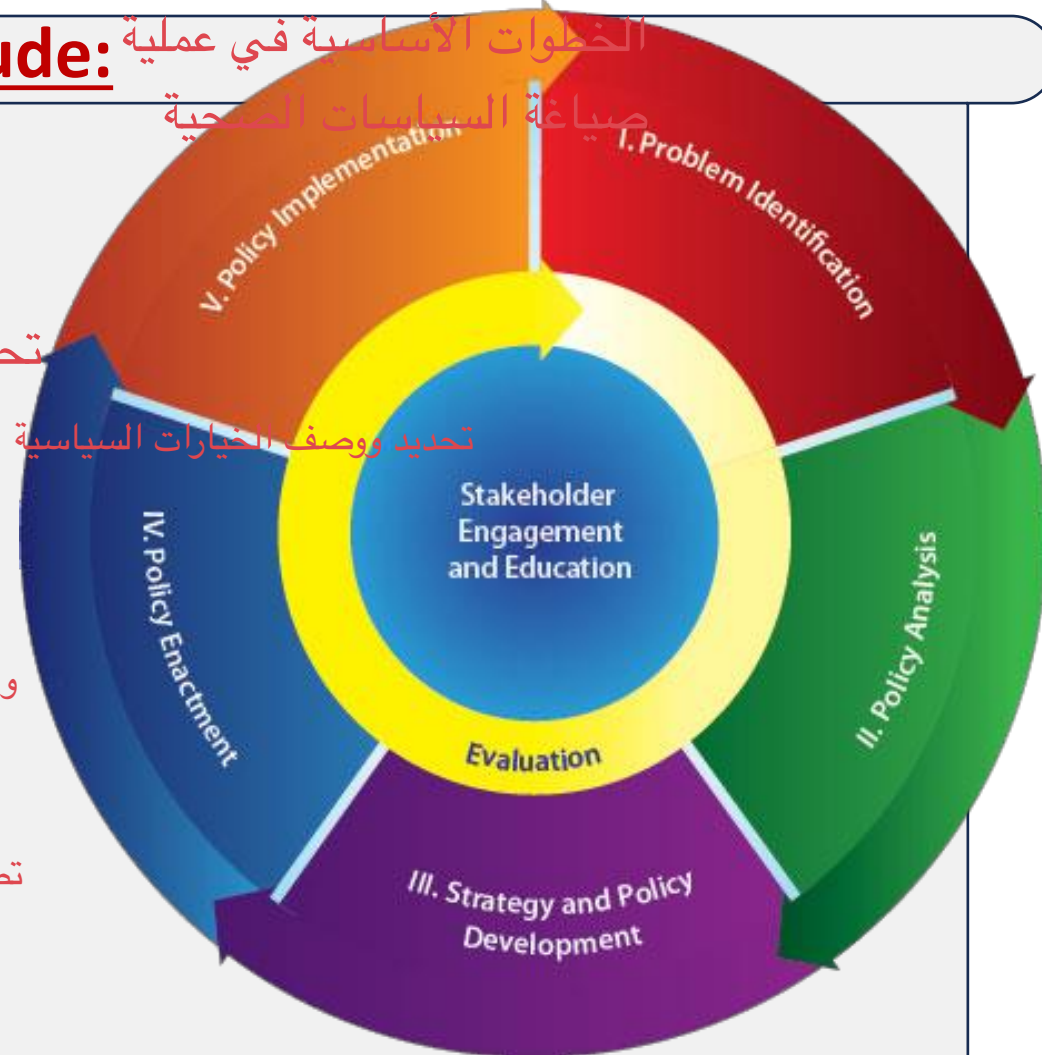 ude:
الخطوات الأساسية في عملية
صياغة السياسات الصحية
I. Problem Identification
V. Policy Implementation
تحديد ووصف الخيارات السياسية
Stakeholder
Engagement
and Education
IV. Policy Enactment
II. Policy Analysis
Evaluation
III. Strategy and Policy
Development